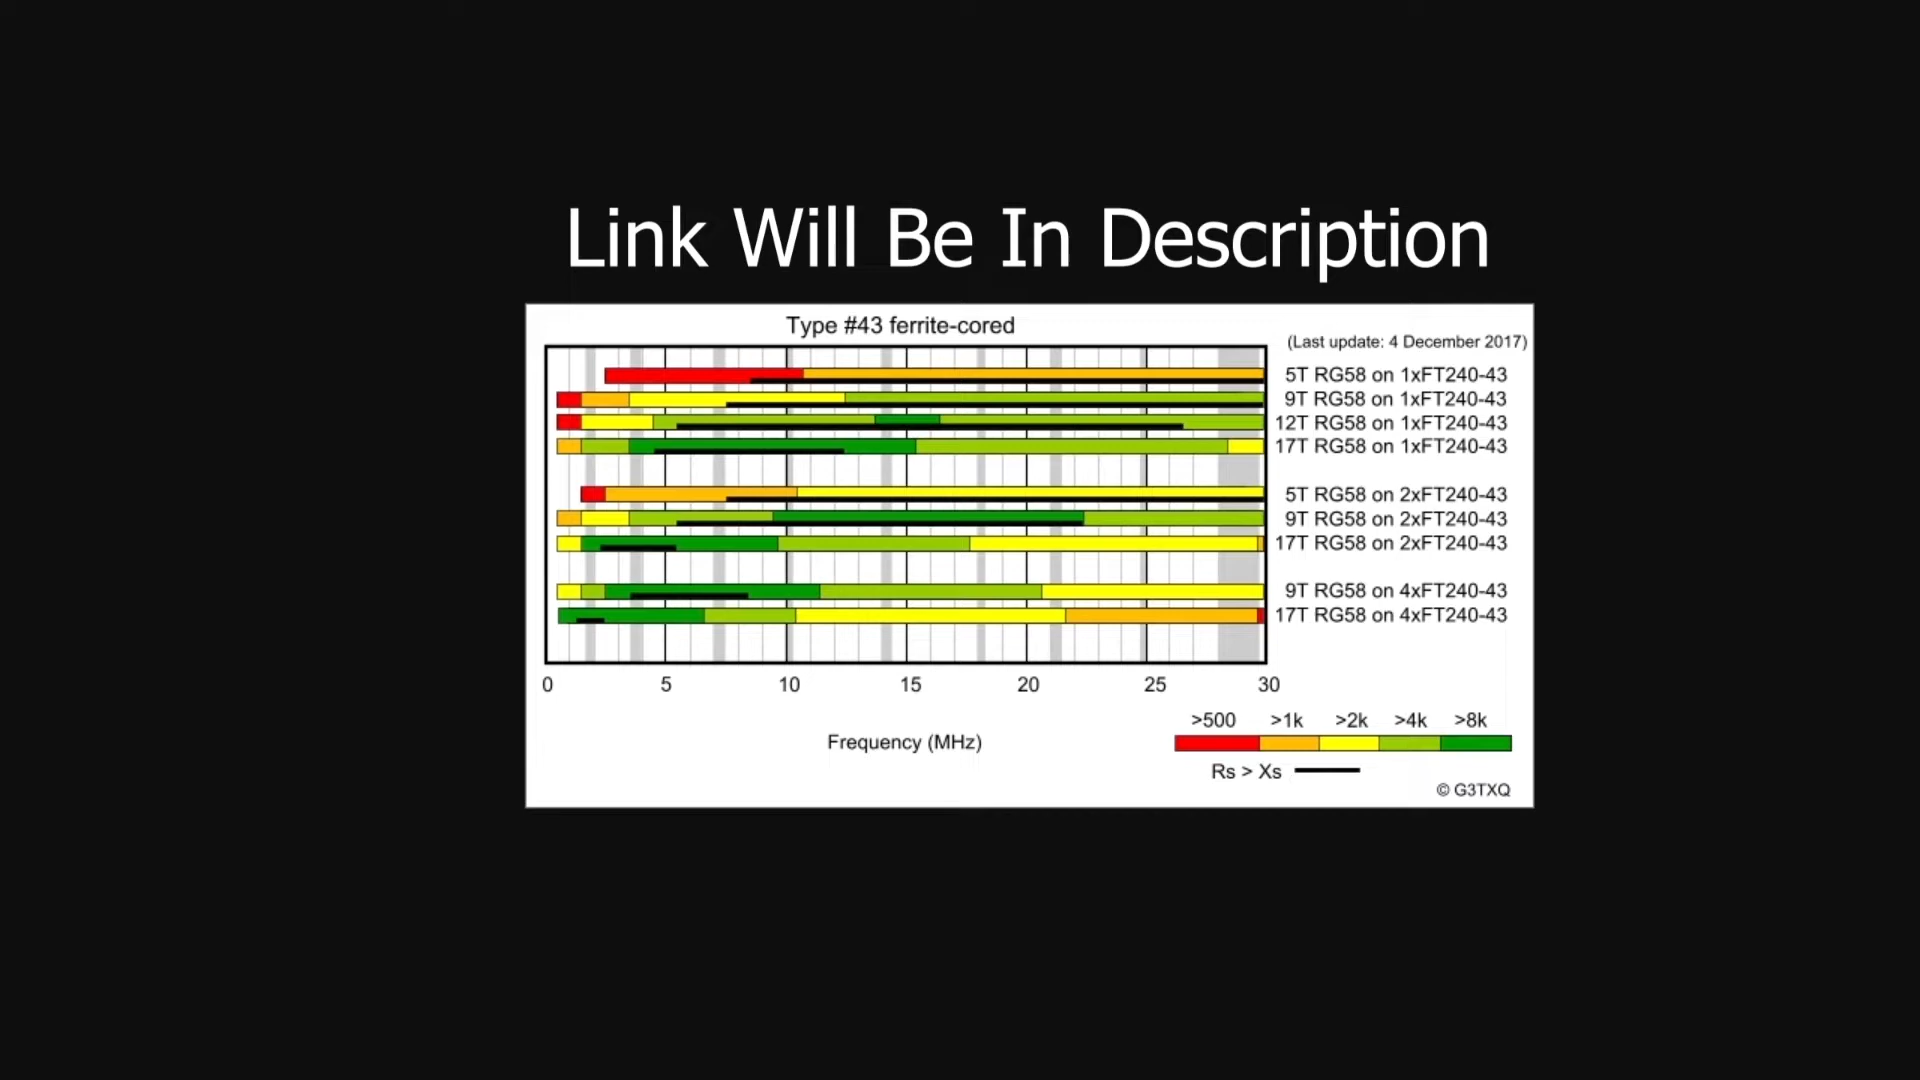 Link Will Be In Description
Type #43 ferrite-cored
(Last update: 4 December 2017)
5T RG58 on 1xFT240-43
9T RG58 on 1xFT240-43
12T RG58 on 1xFT240-43
17T RG58 on 1xFT240-43
5T RG58 on 2xFT240-43
9T RG58 on 2xFT240-43
17T RG58 on 2xFT240-43
9T RG58 on 4xFT240-43
17T RG58 on 4xFT240-43
0 5 10 15 20 25 30
Frequency (MHz)
>500 >1k >2k >4k >8k
Rs > Xs
© G3TXQ